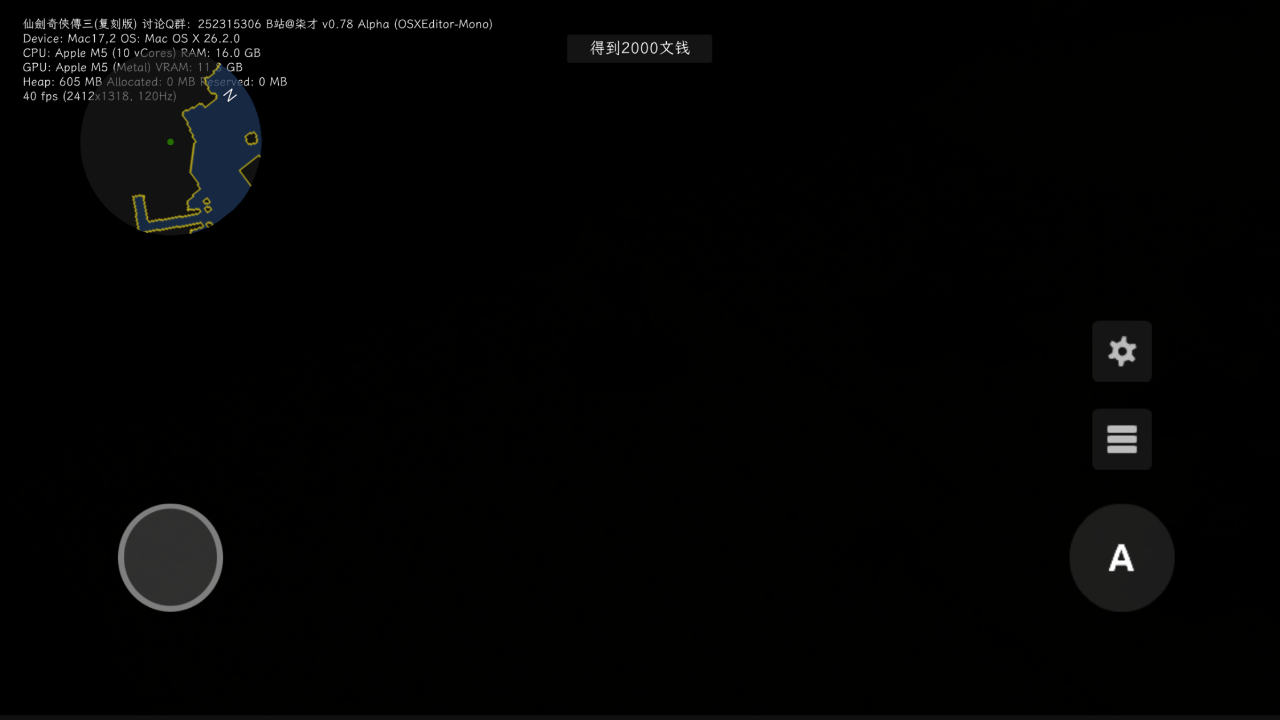 仙劍奇俠傳三(复刻版) 讨论Q群: 252315306 B站@柒才 v0.78 Alpha (OSXEditor-Mono)
Device: Mac17,2 OS: Mac OS X 26.2.0
CPU: Apple M5 (10 vCores) RAM: 16.0 GB
GPU: Apple M5 (Metal) VRAM: 11.8 GB
Heap: 605 MB Allocated: 0 MB Reserved: 0 MB
40 fps (2412x1318, 120Hz)
得到2000文钱
N
A